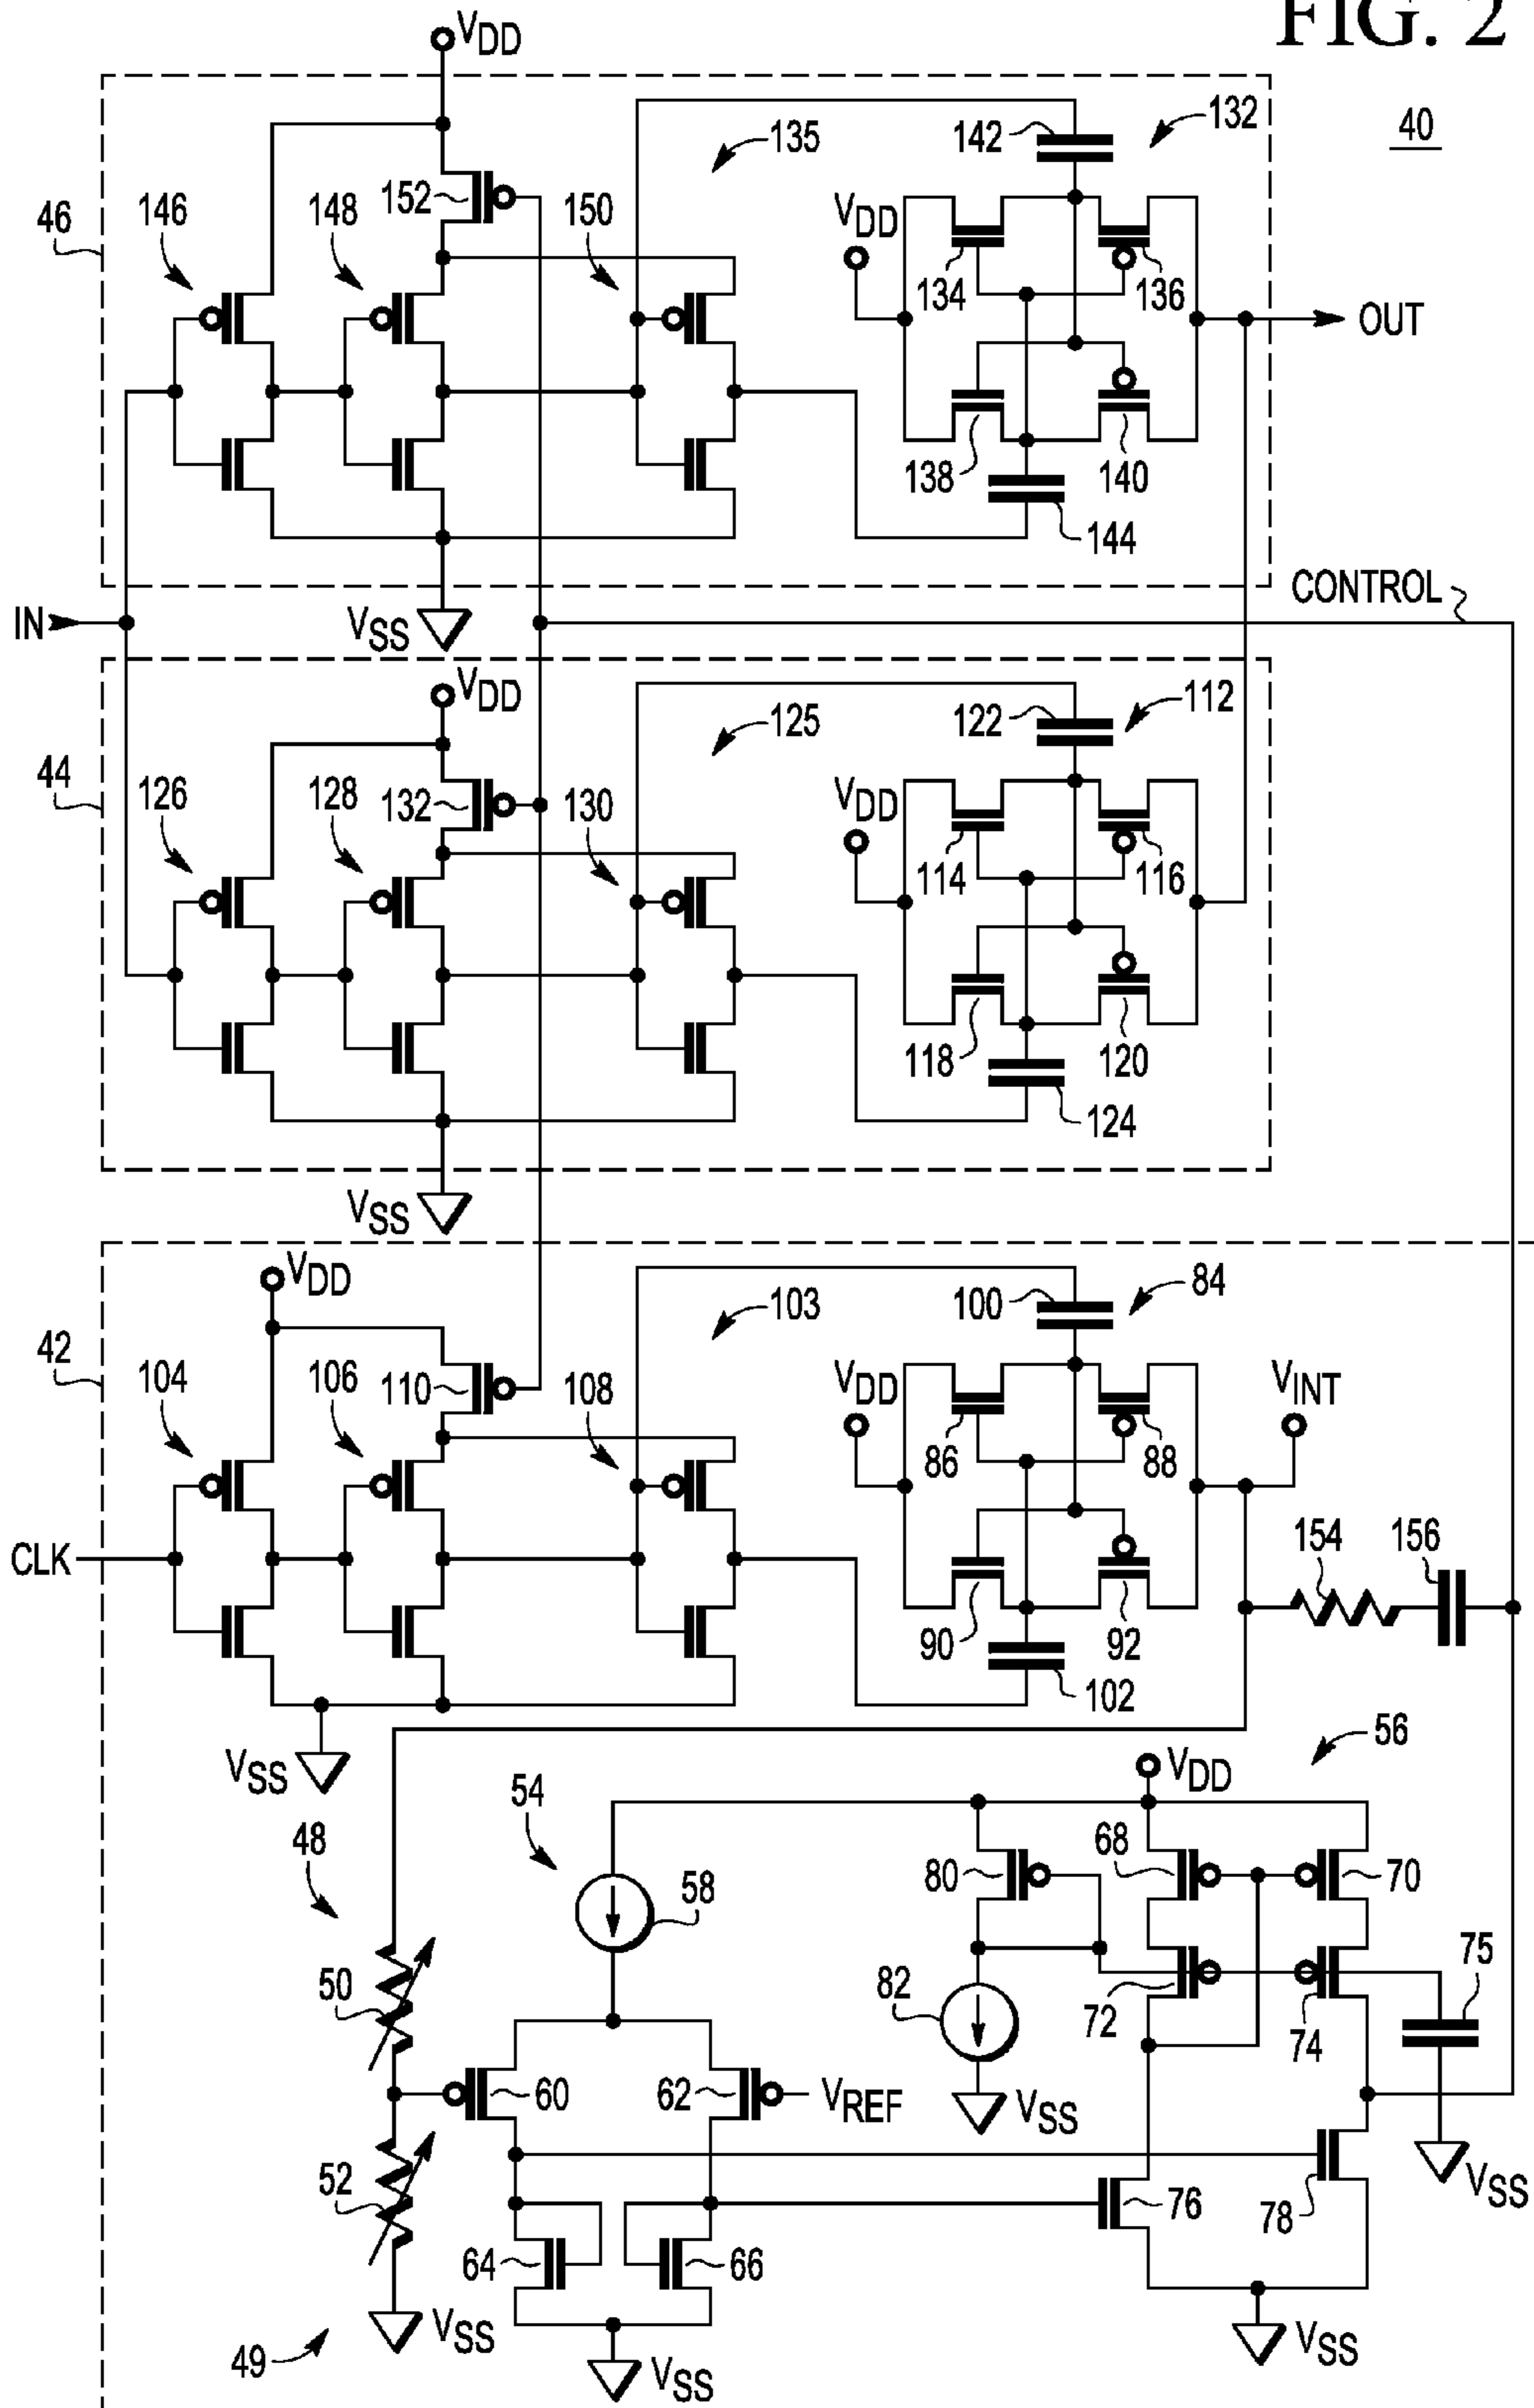 FIG. 2
40
VDD
135
142
132
46
146
148
152
150
VDD
134
136
OUT
138
140
144
CONTROL
IN
VSS
VDD
125
122
112
44
126
128
132
130
VDD
114
116
118
120
124
VSS
VDD
103
100
84
42
104
106
110
108
VDD
VINT
86
88
154
156
CLK
90
92
102
VSS
56
VDD
54
48
58
80
68
70
50
82
72
74
75
60
62
VREF
VSS
52
76
78
VSS
64
66
VSS
VSS
VSS
49